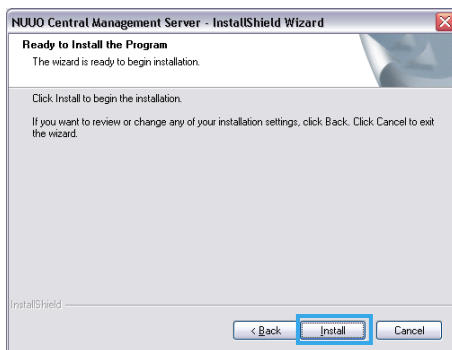 NUUO Central Management Server - InstallShield Wizard
Ready to Install the Program
The wizard is ready to begin installation.
Click Install to begin the installation.
If you want to review or change any of your installation settings, click Back. Click Cancel to exit
the wizard.
InstallShield
< Back Install Cancel